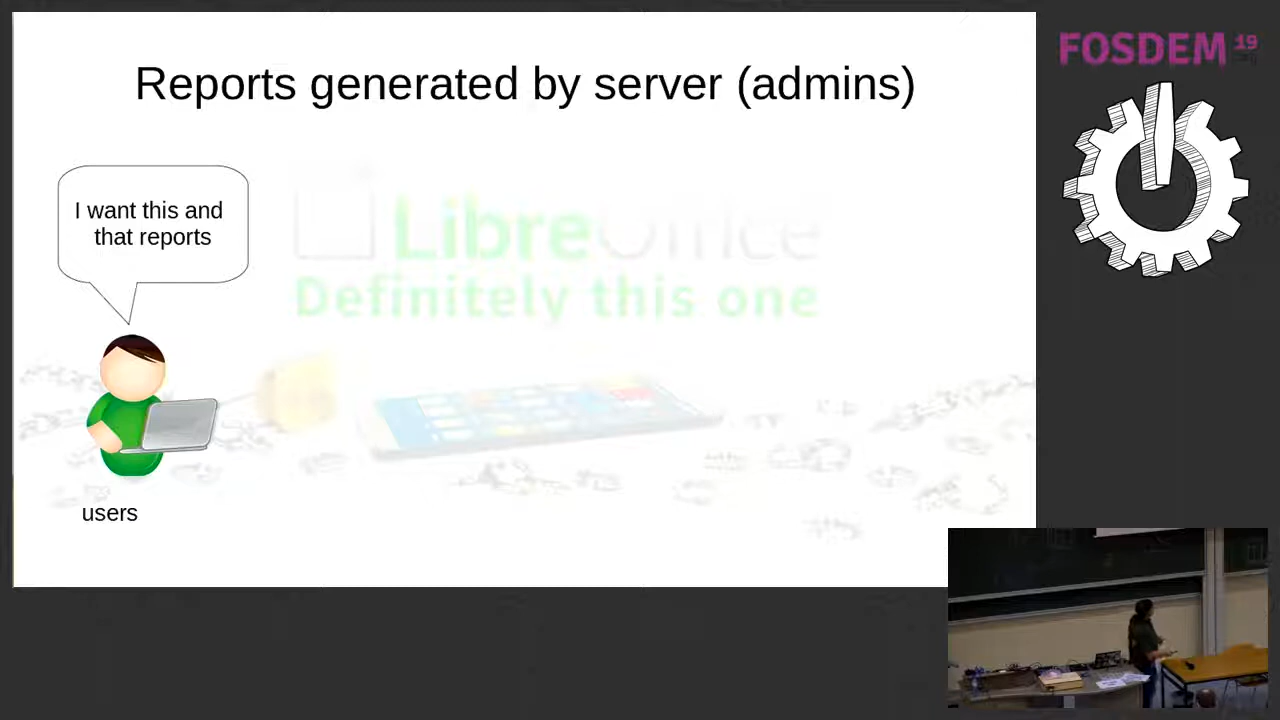 Reports generated by server (admins)
I want this and
that reports
LibreOffice
Definitely this one
users
FOSDEM
19